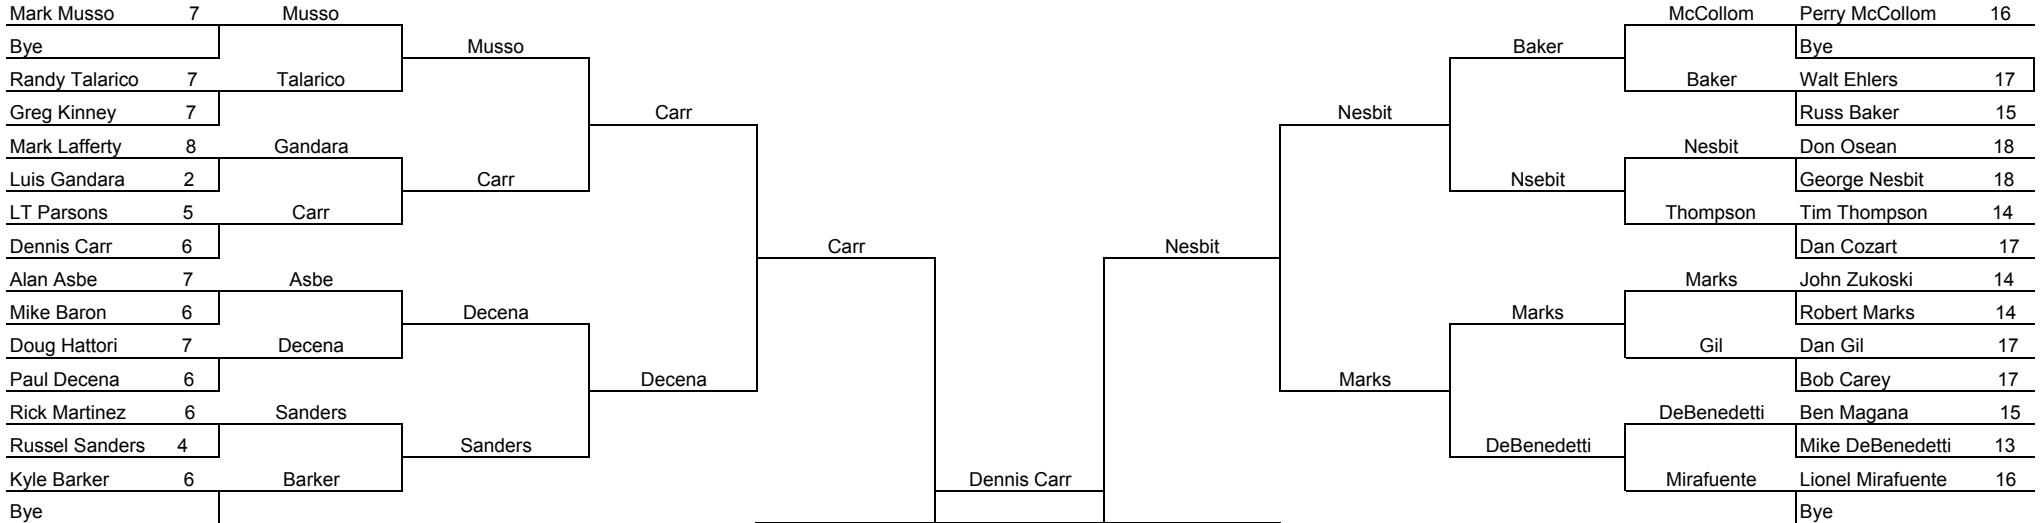 Mark Musso 7 Musso McCollom Perry McCollom 16
Bye Musso Baker Bye
Randy Talarico 7 Talarico Baker Walt Ehlers 17
Greg Kinney 7 Carr Nesbit Russ Baker 15
Mark Lafferty 8 Gandara Nesbit Don Osean 18
Luis Gandara 2 Carr Nsebit George Nesbit 18
LT Parsons 5 Carr Thompson Tim Thompson 14
Dennis Carr 6 Carr Nesbit Dan Cozart 17
Alan Asbe 7 Asbe Marks John Zukoski 14
Mike Baron 6 Decena Marks Robert Marks 14
Doug Hattori 7 Decena Gil Dan Gil 17
Paul Decena 6 Decena Marks Bob Carey 17
Rick Martinez 6 Sanders DeBenedetti Ben Magana 15
Russel Sanders 4 Sanders DeBenedetti Mike DeBenedetti 13
Kyle Barker 6 Barker Dennis Carr Mirafuente Lionel Mirafuente 16
Bye Bye